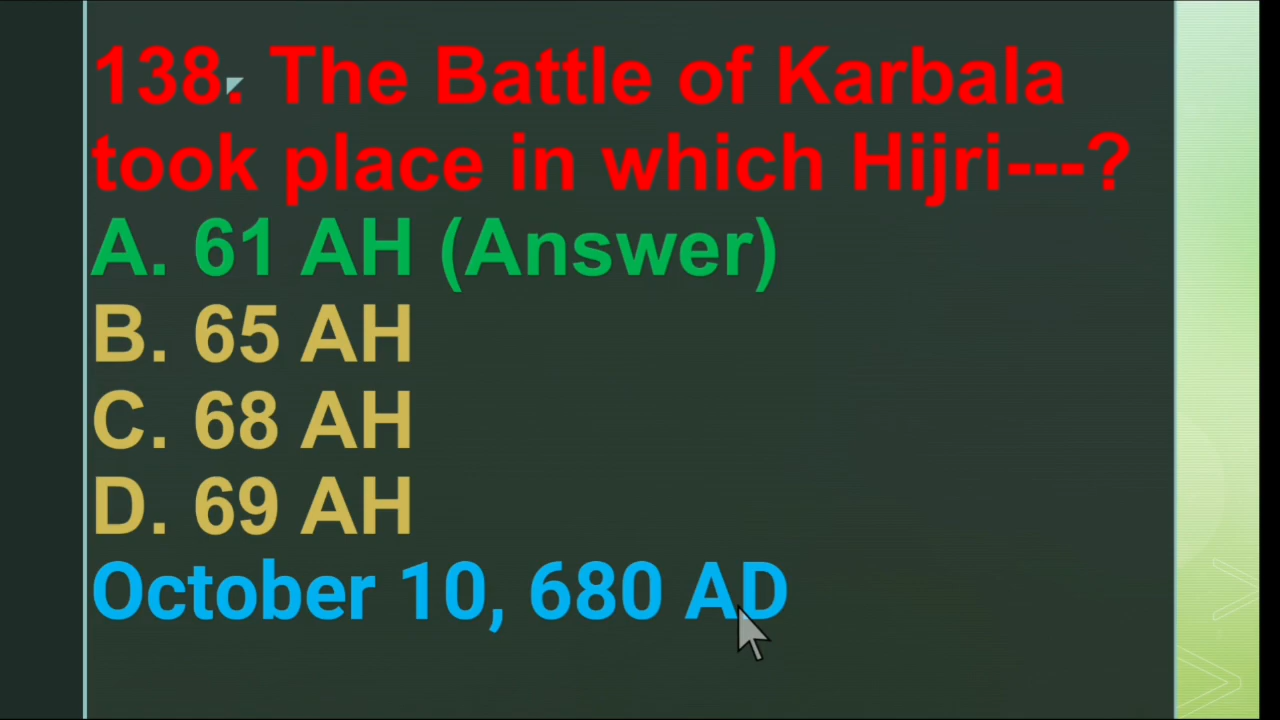 138. The Battle of Karbala
took place in which Hijri---?
A. 61 AH (Answer)
B. 65 AH
C. 68 AH
D. 69 AH
October 10, 680 AD